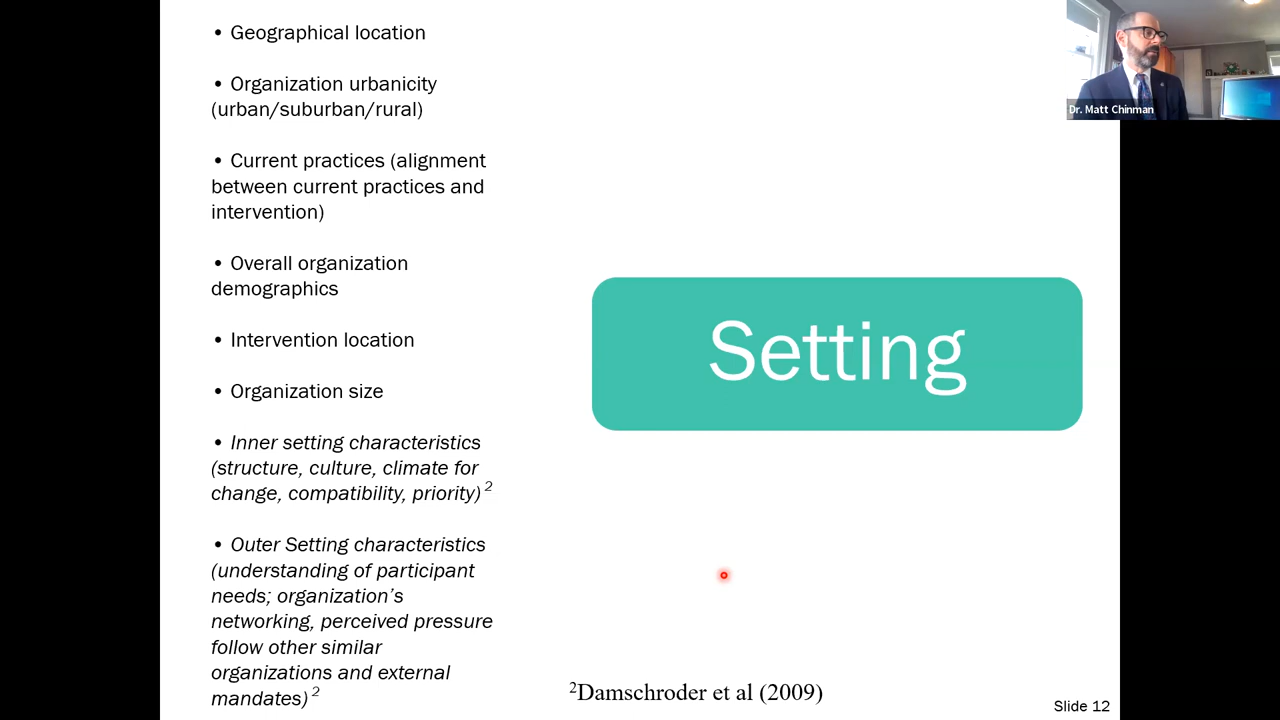 • Geographical location
• Organization urbanicity
(urban/suburban/rural)
• Current practices (alignment
between current practices and
intervention)
• Overall organization
demographics
• Intervention location
• Organization size
• Inner setting characteristics
(structure, culture, climate for
change, compatibility, priority) 2
• Outer Setting characteristics
(understanding of participant
needs; organization's
networking, perceived pressure
follow other similar
organizations and external
mandates) 2
Setting
2Damschroder et al (2009)
Slide 12
Dr. Matt Chinman